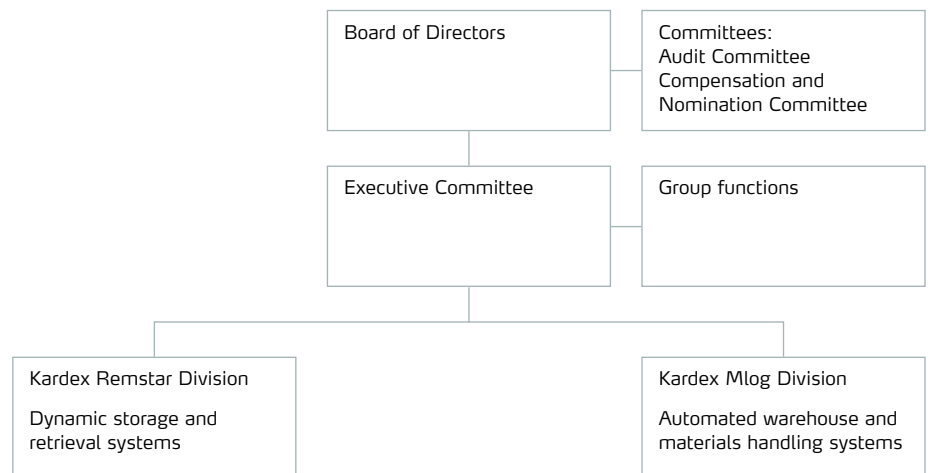 Board of Directors
Committees:
Audit Committee
Compensation and
Nomination Committee
Executive Committee
Group functions
Kardex Remstar Division
Dynamic storage and
retrieval systems
Kardex Mlog Division
Automated warehouse and
materials handling systems